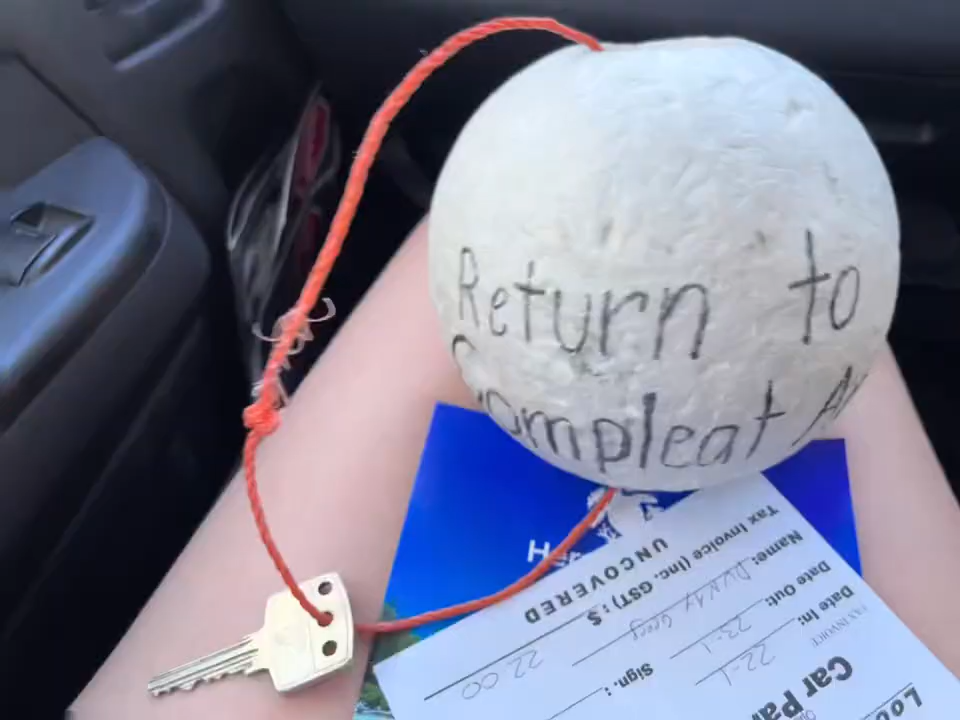 Return to
Compleat
Car
TAX INVOICE
Date In: 22-1
Date Out: 23-1
Name:
Sign. :
Tax Invoice (Inc. GST) : $ 22.00
UNCOVERED